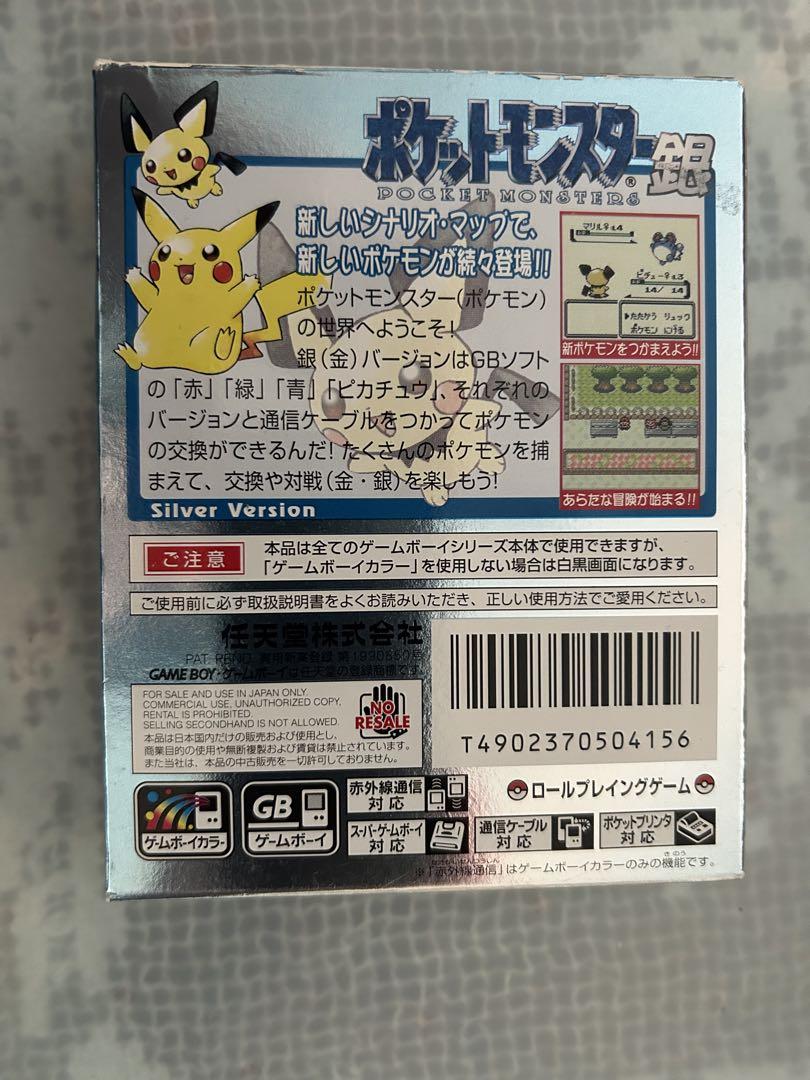 ポケットモンスター® 銀
POCKET MONSTERS
新しいシナリオ・マップで、
新しいポケモンが続々登場!!
ポケットモンスター(ポケモン)
の世界へようこそ!
銀(金)バージョンはGBソフト
の「赤」「緑」「青」「ピカチュウ」、それぞれの
バージョンと通信ケーブルをつかってポケモン
の交換ができるんだ!たくさんのポケモンを捕
まえて、交換や対戦(金・銀)を楽しもう!
Silver Version
マリル♀ :L4
ピチュー♀ :L3
14/ 14
▶たたかう リュック
ポケモン にげる
新ポケモンをつかまえよう!!
あらたな冒険が始まる!!
ご注意
本品は全てのゲームボーイシリーズ本体で使用できますが、
「ゲームボーイカラー」を使用しない場合は白黒画面になります。
ご使用前に必ず取扱説明書をよくお読みいただき、正しい使用方法でご愛用ください。
任天堂株式会社
PAT. PEND. 実用新案登録 第1990850号
GAME BOY・ゲームボーイは任天堂の登録商標です。
FOR SALE AND USE IN JAPAN ONLY.
COMMERCIAL USE, UNAUTHORIZED COPY,
RENTAL IS PROHIBITED.
SELLING SECONDHAND IS NOT ALLOWED.
本品は日本国内だけの販売および使用とし、
商業目的の使用や無断複製および賃貸は禁止されています。
また当社は、本品の中古販売を一切許可しておりません。
NO
RESALE
T4902370504156
ロールプレイングゲーム
ゲームボーイカラー
GB
ゲームボーイ
赤外線通信
対応
スーパーゲームボーイ
対応
通信ケーブル
対応
ポケットプリンタ
対応
※「赤外線通信」はゲームボーイカラーのみの機能です。